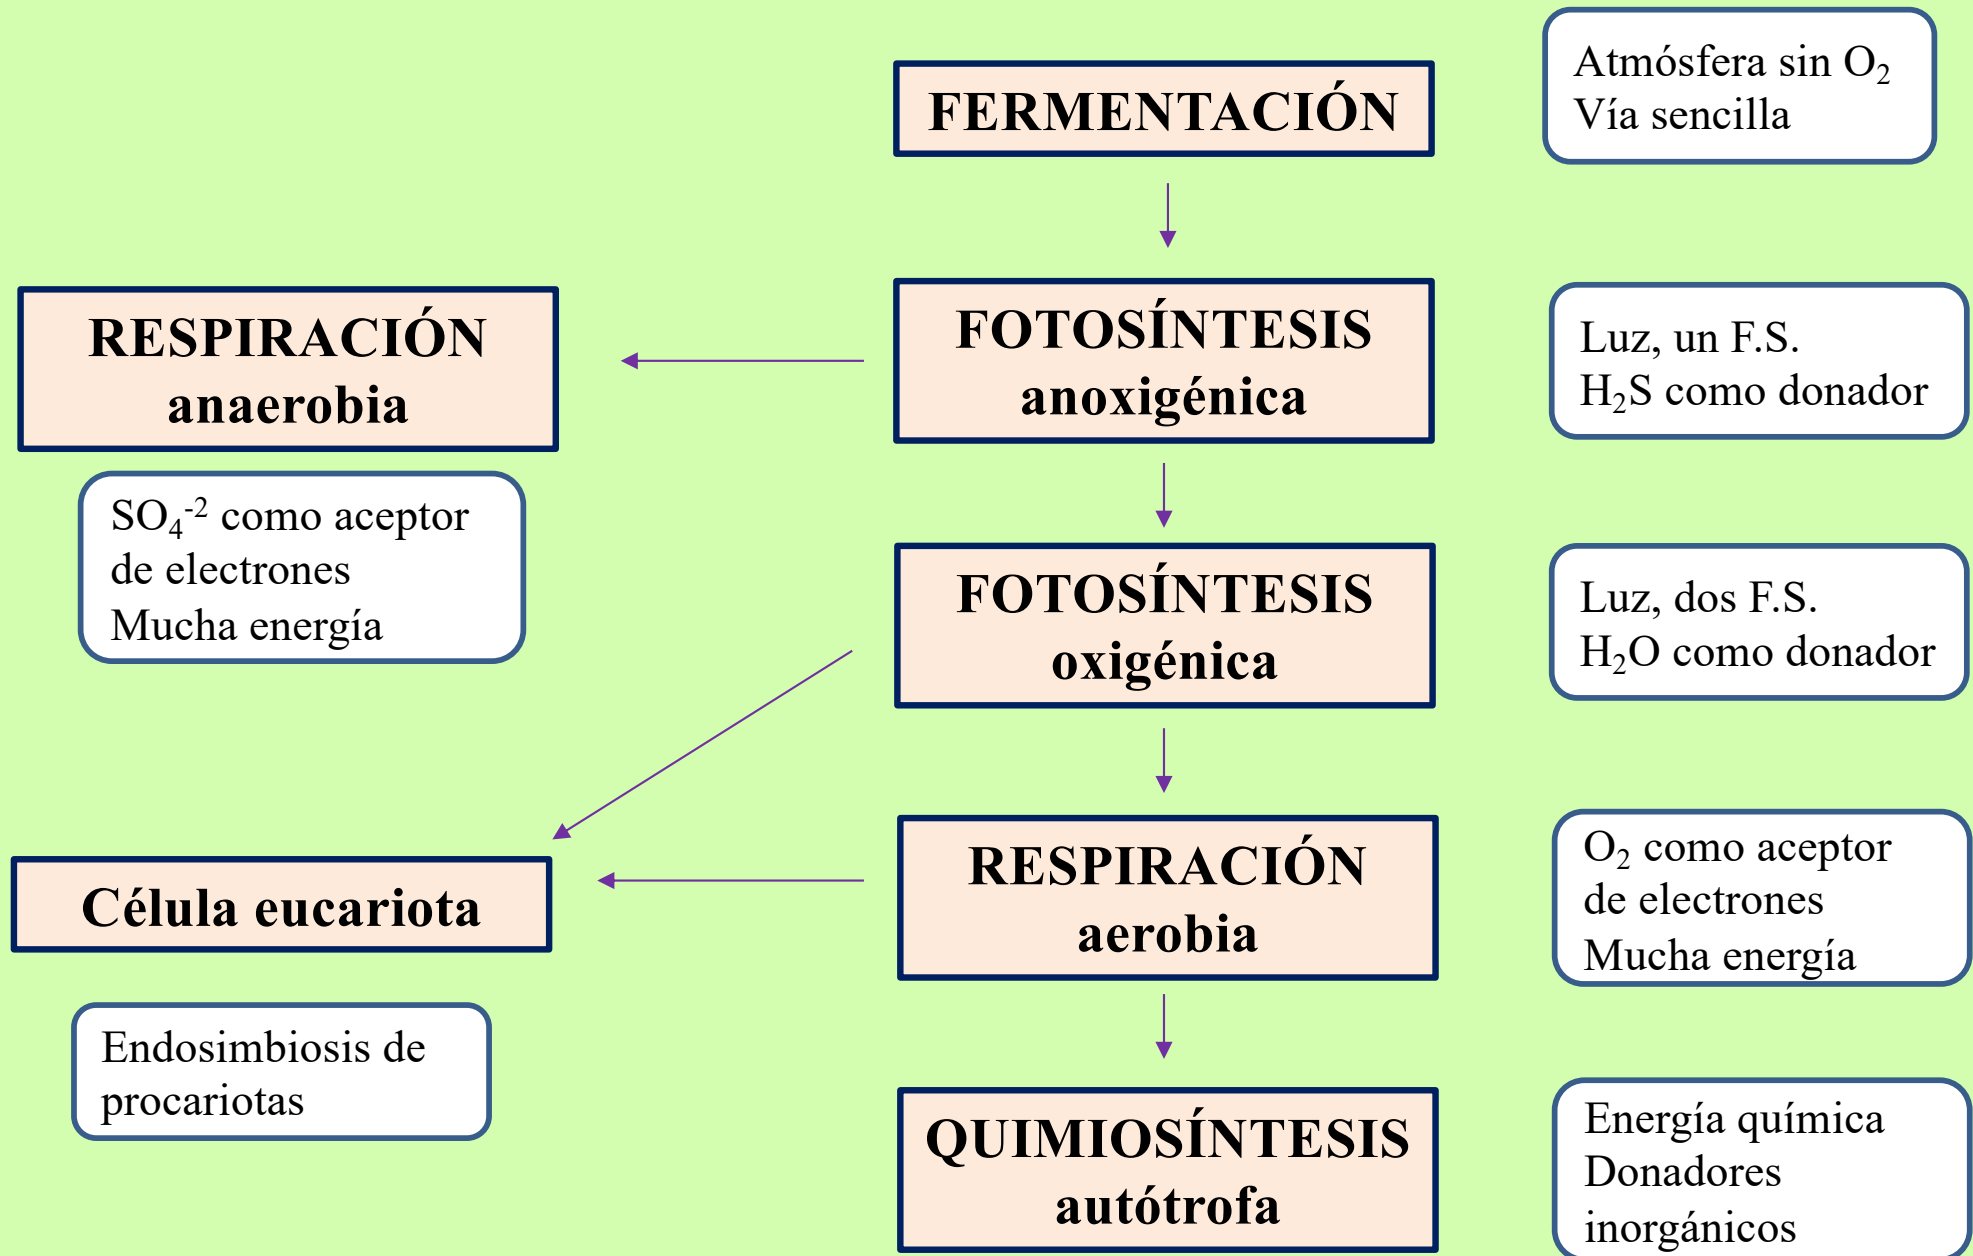 FERMENTACIÓN
Atmósfera sin O₂
Vía sencilla
RESPIRACIÓN
anaerobia
FOTOSÍNTESIS
anoxigénica
Luz, un F.S.
H₂S como donador
SO₄⁻² como aceptor
de electrones
Mucha energía
FOTOSÍNTESIS
oxigénica
Luz, dos F.S.
H₂O como donador
Célula eucariota
RESPIRACIÓN
aerobia
O₂ como aceptor
de electrones
Mucha energía
Endosimbiosis de
procariotas
QUIMIOSÍNTESIS
autótrofa
Energía química
Donadores
inorgánicos